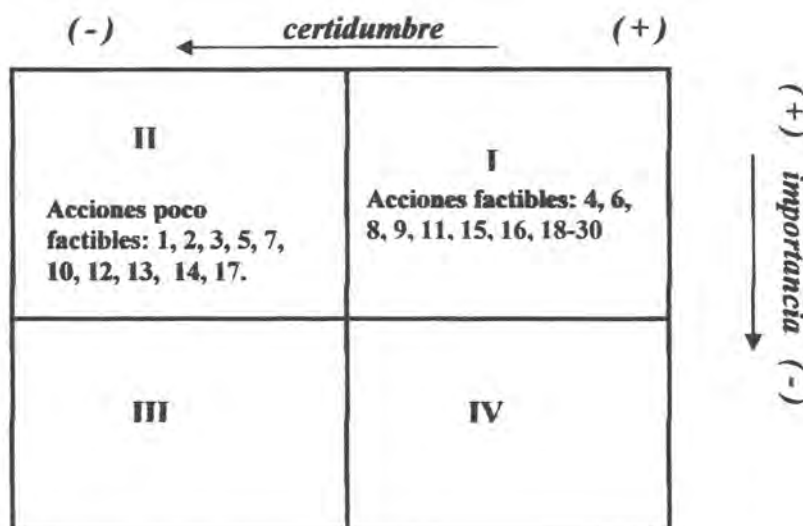 (-) certidumbre (+)
II
Acciones poco
factibles: 1, 2, 3, 5, 7,
10, 12, 13, 14, 17.
I
Acciones factibles: 4, 6,
8, 9, 11, 15, 16, 18-30
III
IV
(+) importancia (-)